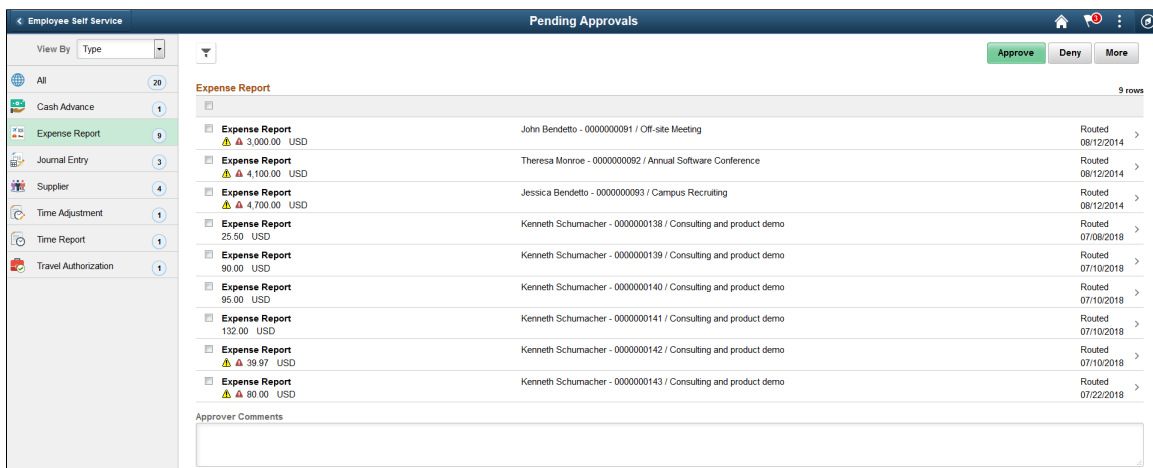 Employee Self Service
Pending Approvals
3
View By Type
Approve Deny More
All 20
Cash Advance 1
Expense Report 9
Journal Entry 3
Supplier 4
Time Adjustment 1
Time Report 1
Travel Authorization 1
Expense Report
9 rows
Expense Report John Bendetto - 0000000091 / Off-site Meeting Routed
3,000.00 USD 08/12/2014
Expense Report Theresa Monroe - 0000000092 / Annual Software Conference Routed
4,100.00 USD 08/12/2014
Expense Report Jessica Bendetto - 0000000093 / Campus Recruiting Routed
4,700.00 USD 08/12/2014
Expense Report Kenneth Schumacher - 0000000138 / Consulting and product demo Routed
25.50 USD 07/08/2018
Expense Report Kenneth Schumacher - 0000000139 / Consulting and product demo Routed
90.00 USD 07/10/2018
Expense Report Kenneth Schumacher - 0000000140 / Consulting and product demo Routed
95.00 USD 07/10/2018
Expense Report Kenneth Schumacher - 0000000141 / Consulting and product demo Routed
132.00 USD 07/10/2018
Expense Report Kenneth Schumacher - 0000000142 / Consulting and product demo Routed
39.97 USD 07/10/2018
Expense Report Kenneth Schumacher - 0000000143 / Consulting and product demo Routed
80.00 USD 07/22/2018
Approver Comments